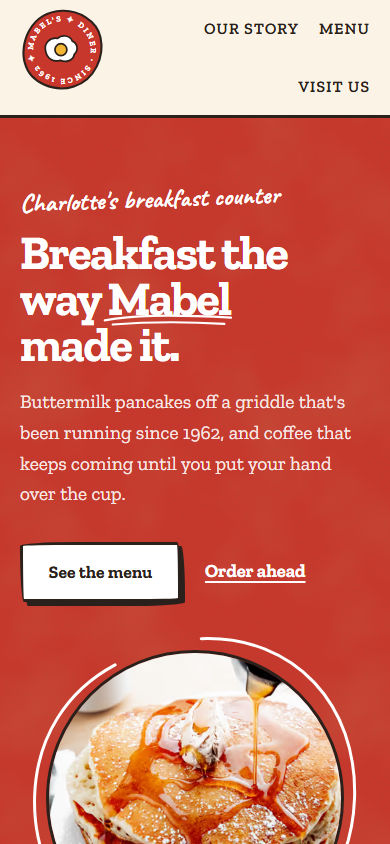 MABEL'S ✦ DINER · SINCE 1962 ✦
OUR STORY MENU
VISIT US
Charlotte's breakfast counter
Breakfast the
way Mabel
made it.
Buttermilk pancakes off a griddle that's
been running since 1962, and coffee that
keeps coming until you put your hand
over the cup.
See the menu Order ahead